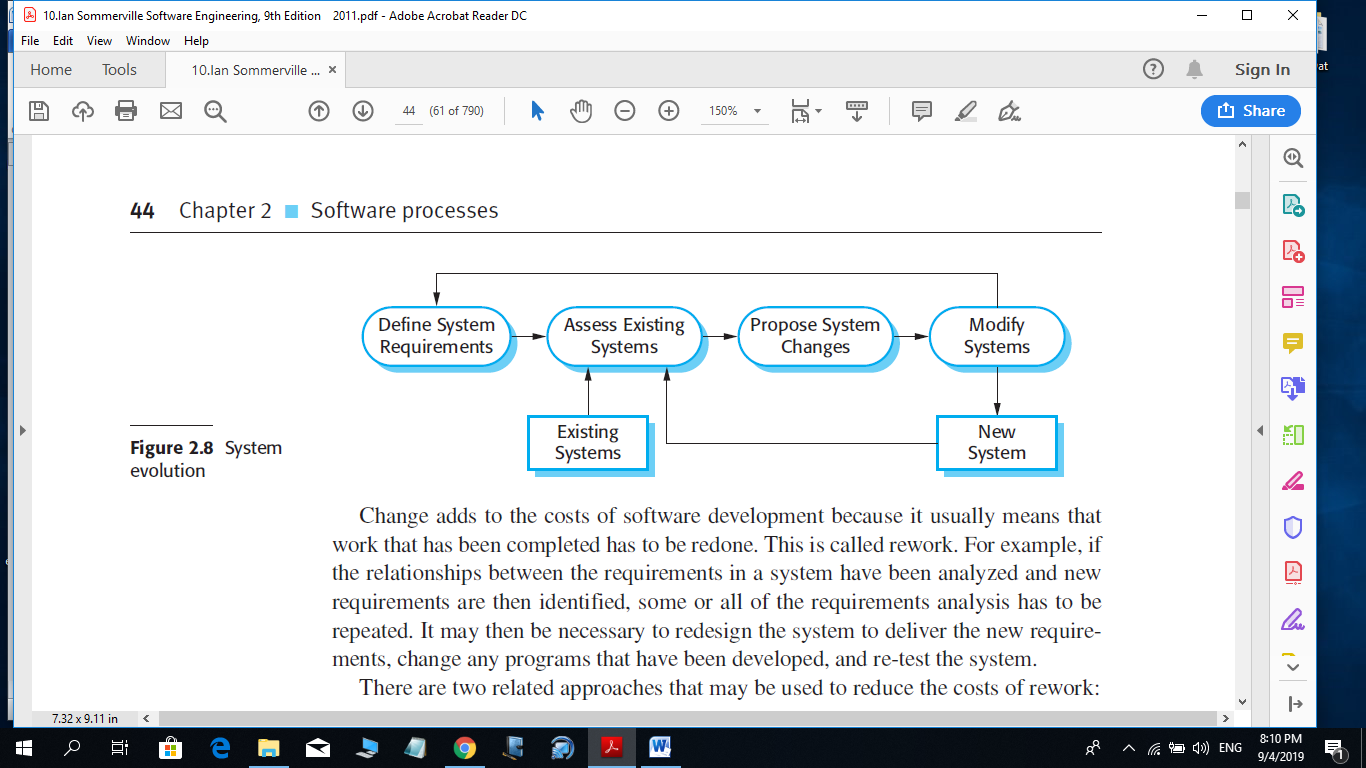 10.Ian Sommerville Software Engineering, 9th Edition    2011.pdf - Adobe Acrobat Reader DC
File Edit View Window Help
Home Tools 10.Ian Sommerville ... × Sign In
44 (61 of 790) 150% Share
at
44 Chapter 2 ■ Software processes
Define System
Requirements
Assess Existing
Systems
Propose System
Changes
Modify
Systems
Existing
Systems
New
System
Figure 2.8 System
evolution
Change adds to the costs of software development because it usually means that
work that has been completed has to be redone. This is called rework. For example, if
the relationships between the requirements in a system have been analyzed and new
requirements are then identified, some or all of the requirements analysis has to be
repeated. It may then be necessary to redesign the system to deliver the new require-
ments, change any programs that have been developed, and re-test the system.
There are two related approaches that may be used to reduce the costs of rework:
7.32 x 9.11 in
ENG
8:10 PM
9/4/2019
1